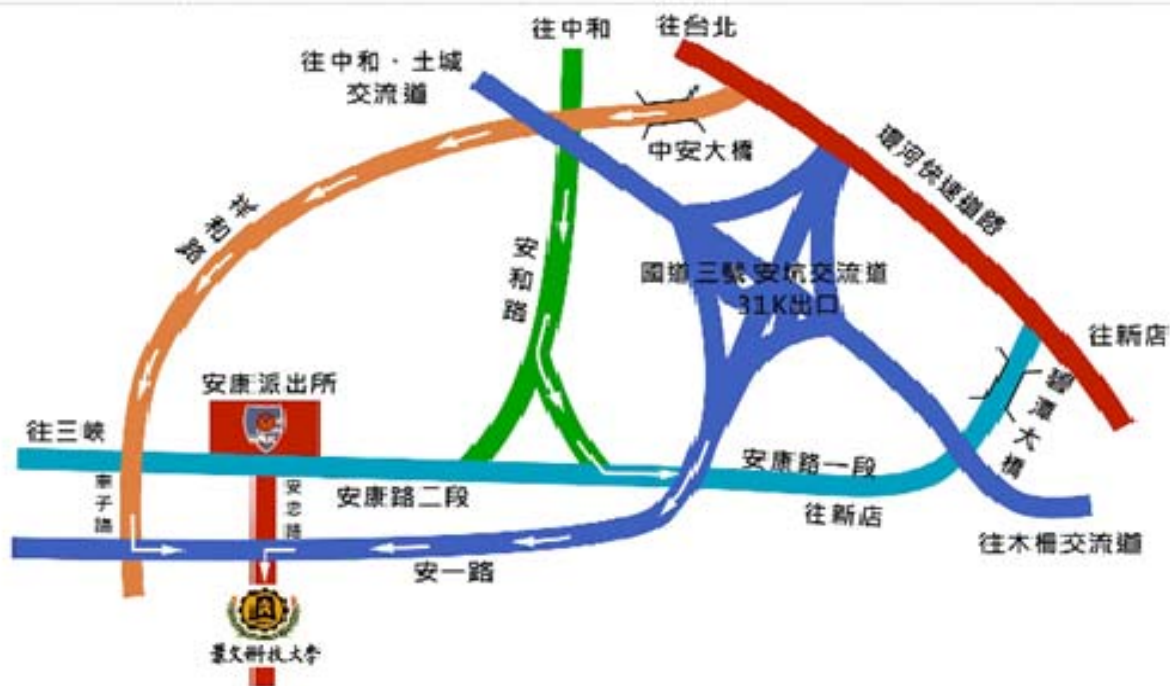 往中和
往台北
往中和、土城
交流道
中安大橋
環河快速道路
安和路
國道三號 安坑交流道
31K出口
往新店
碧潭大橋
安康派出所
往三峽
車子路
安忠路
安康路二段
安康路一段
往新店
往木柵交流道
安一路
景文科技大學